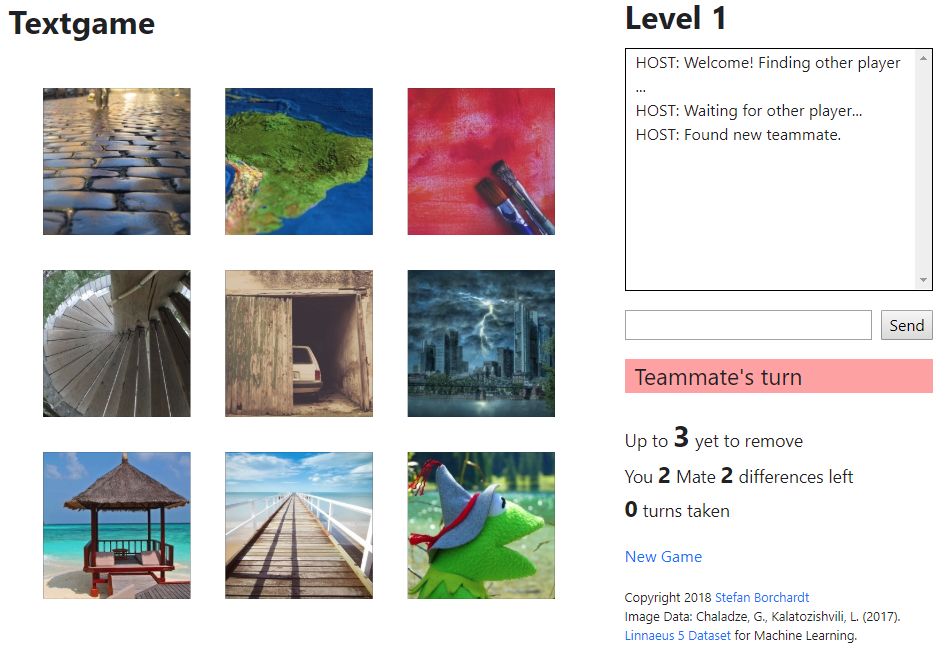 Textgame
Level 1
HOST: Welcome! Finding other player
...
HOST: Waiting for other player...
HOST: Found new teammate.
Send
Teammate's turn
Up to 3 yet to remove
You 2 Mate 2 differences left
0 turns taken
New Game
Copyright 2018 Stefan Borchardt
Image Data: Chaladze, G., Kalatozishvili, L. (2017).
Linnaeus 5 Dataset for Machine Learning.